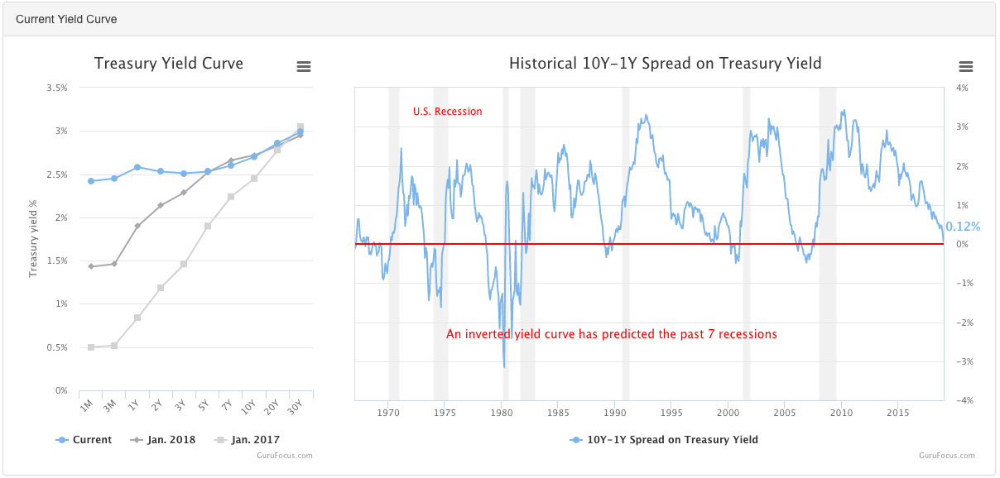 Current Yield Curve
Treasury Yield Curve
3.5%
3%
2.5%
2%
1.5%
1%
0.5%
0%
Treasury yield %
1M 3M 1Y 2Y 3Y 5Y 7Y 10Y 20Y 30Y
Current Jan. 2018 Jan. 2017
GuruFocus.com
Historical 10Y-1Y Spread on Treasury Yield
U.S. Recession
4%
3%
2%
1%
0.12%
0%
-1%
-2%
An inverted yield curve has predicted the past 7 recessions
-3%
-4%
1970 1975 1980 1985 1990 1995 2000 2005 2010 2015
10Y-1Y Spread on Treasury Yield
GuruFocus.com